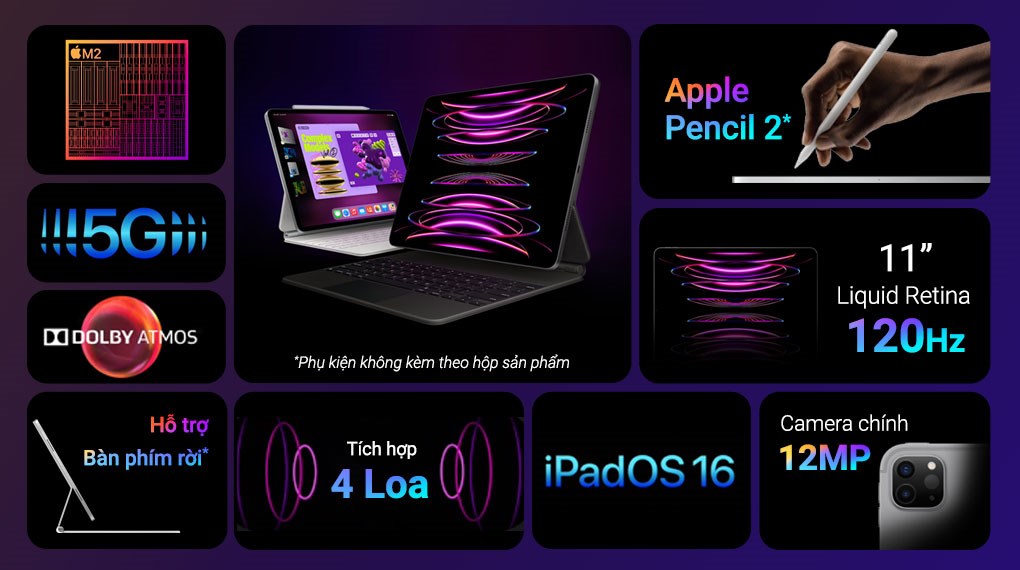 M2
5G
DOLBY ATMOS
*Phụ kiện không kèm theo hộp sản phẩm
Apple
Pencil 2*
11”
Liquid Retina
120Hz
Hỗ trợ
Bàn phím rời*
Tích hợp
4 Loa
iPadOS 16
Camera chính
12MP